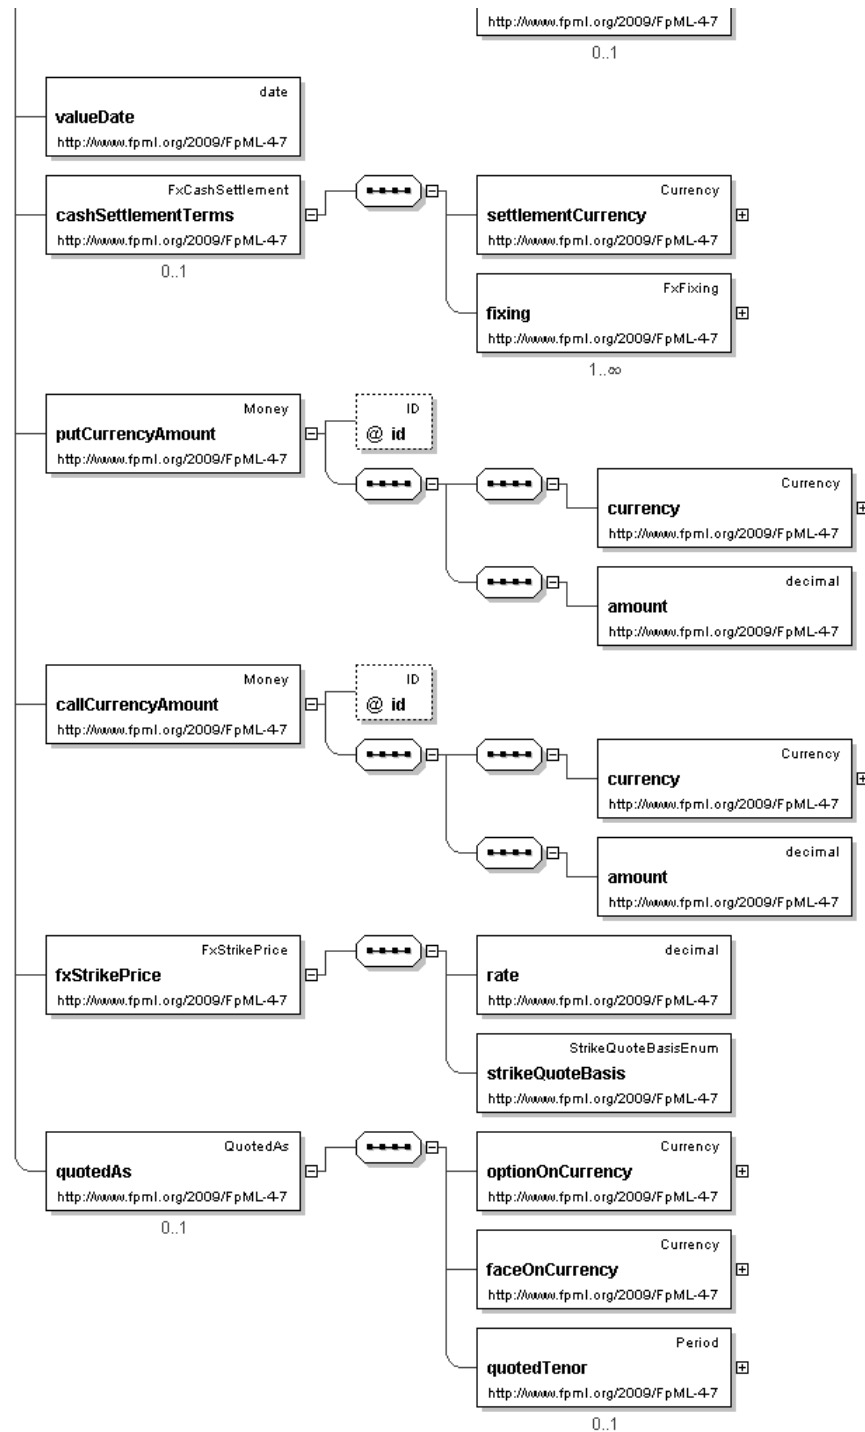 http://www.fpml.org/2009/FpML-4-7
0..1
date
valueDate
http://www.fpml.org/2009/FpML-4-7
FxCashSettlement
cashSettlementTerms
http://www.fpml.org/2009/FpML-4-7
0..1
Currency
settlementCurrency
http://www.fpml.org/2009/FpML-4-7
FxFixing
fixing
http://www.fpml.org/2009/FpML-4-7
1..∞
Money
putCurrencyAmount
http://www.fpml.org/2009/FpML-4-7
ID
@ id
Currency
currency
http://www.fpml.org/2009/FpML-4-7
decimal
amount
http://www.fpml.org/2009/FpML-4-7
Money
callCurrencyAmount
http://www.fpml.org/2009/FpML-4-7
ID
@ id
Currency
currency
http://www.fpml.org/2009/FpML-4-7
decimal
amount
http://www.fpml.org/2009/FpML-4-7
FxStrikePrice
fxStrikePrice
http://www.fpml.org/2009/FpML-4-7
decimal
rate
http://www.fpml.org/2009/FpML-4-7
StrikeQuoteBasisEnum
strikeQuoteBasis
http://www.fpml.org/2009/FpML-4-7
QuotedAs
quotedAs
http://www.fpml.org/2009/FpML-4-7
0..1
Currency
optionOnCurrency
http://www.fpml.org/2009/FpML-4-7
Currency
faceOnCurrency
http://www.fpml.org/2009/FpML-4-7
Period
quotedTenor
http://www.fpml.org/2009/FpML-4-7
0..1